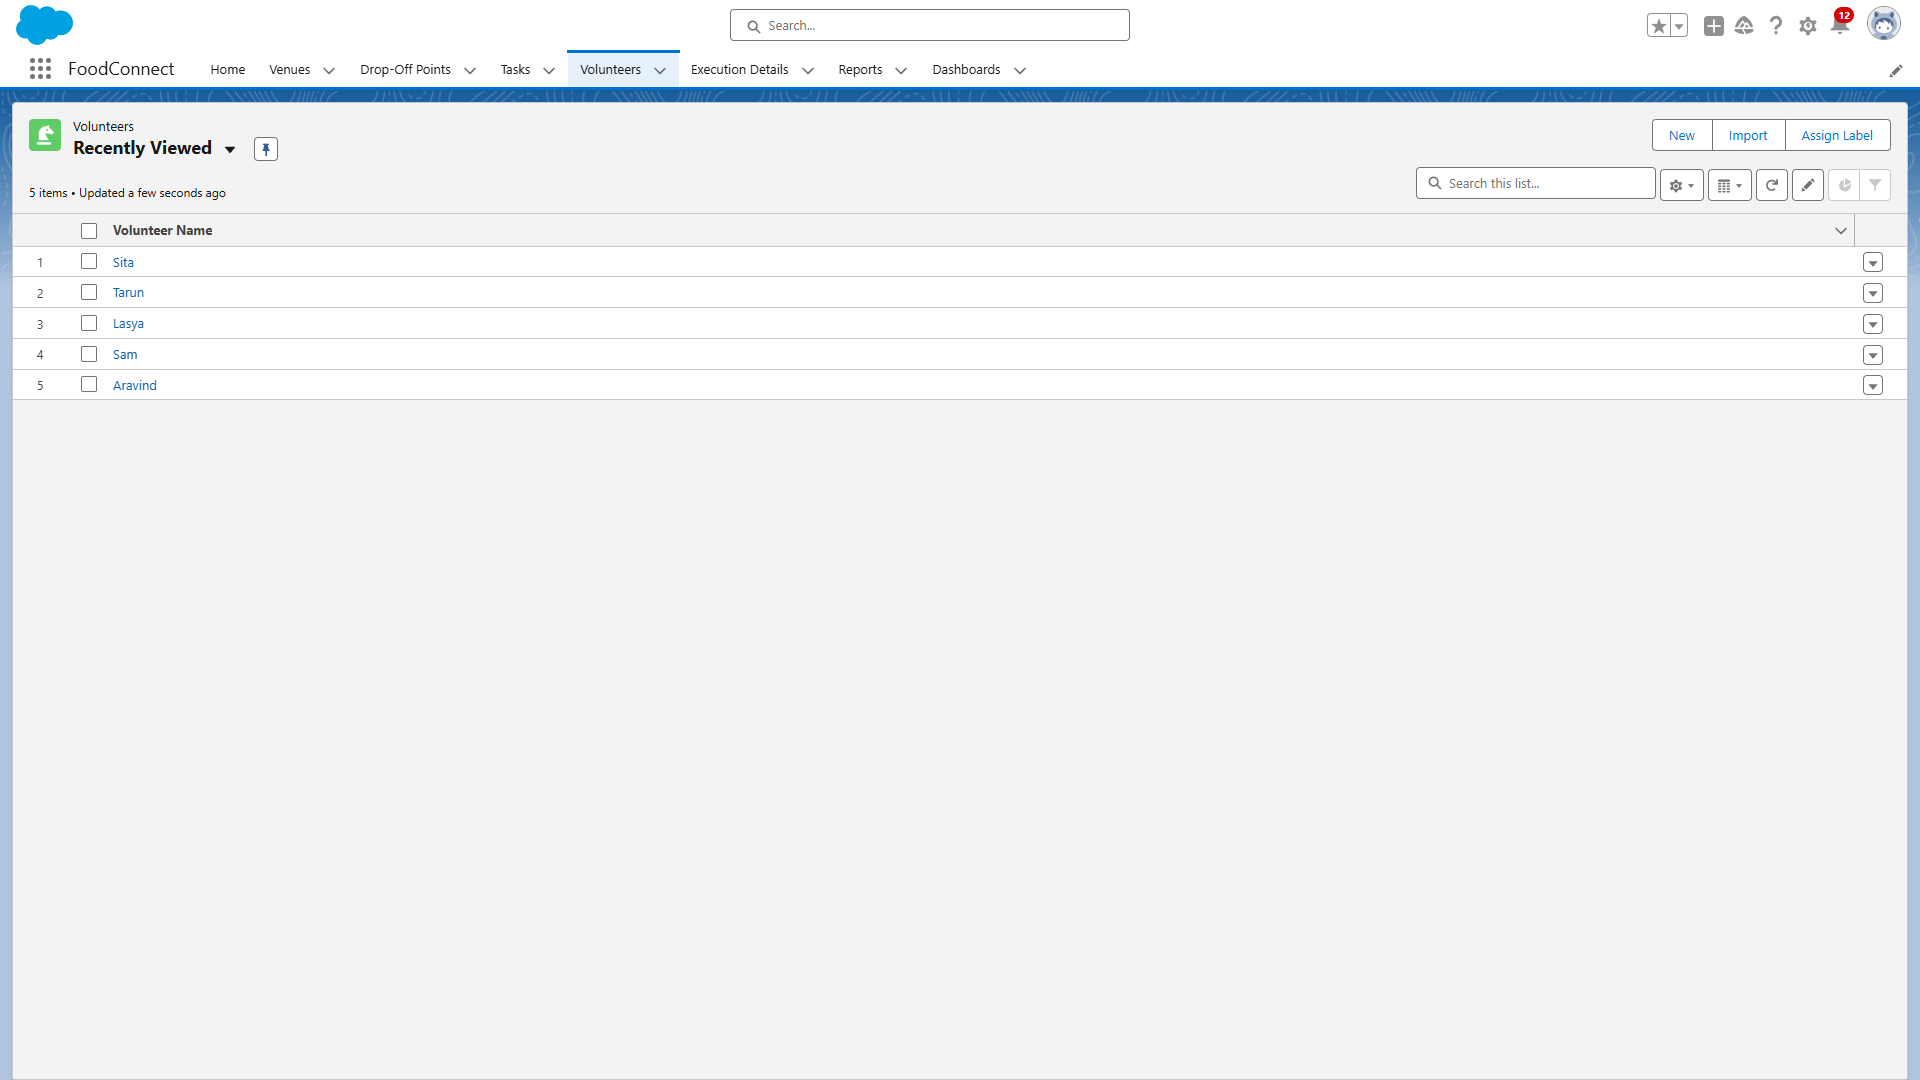 Search...
12
FoodConnect Home Venues Drop-Off Points Tasks Volunteers Execution Details Reports Dashboards
Volunteers
Recently Viewed
New Import Assign Label
5 items • Updated a few seconds ago
Search this list...
Volunteer Name
1 Sita
2 Tarun
3 Lasya
4 Sam
5 Aravind